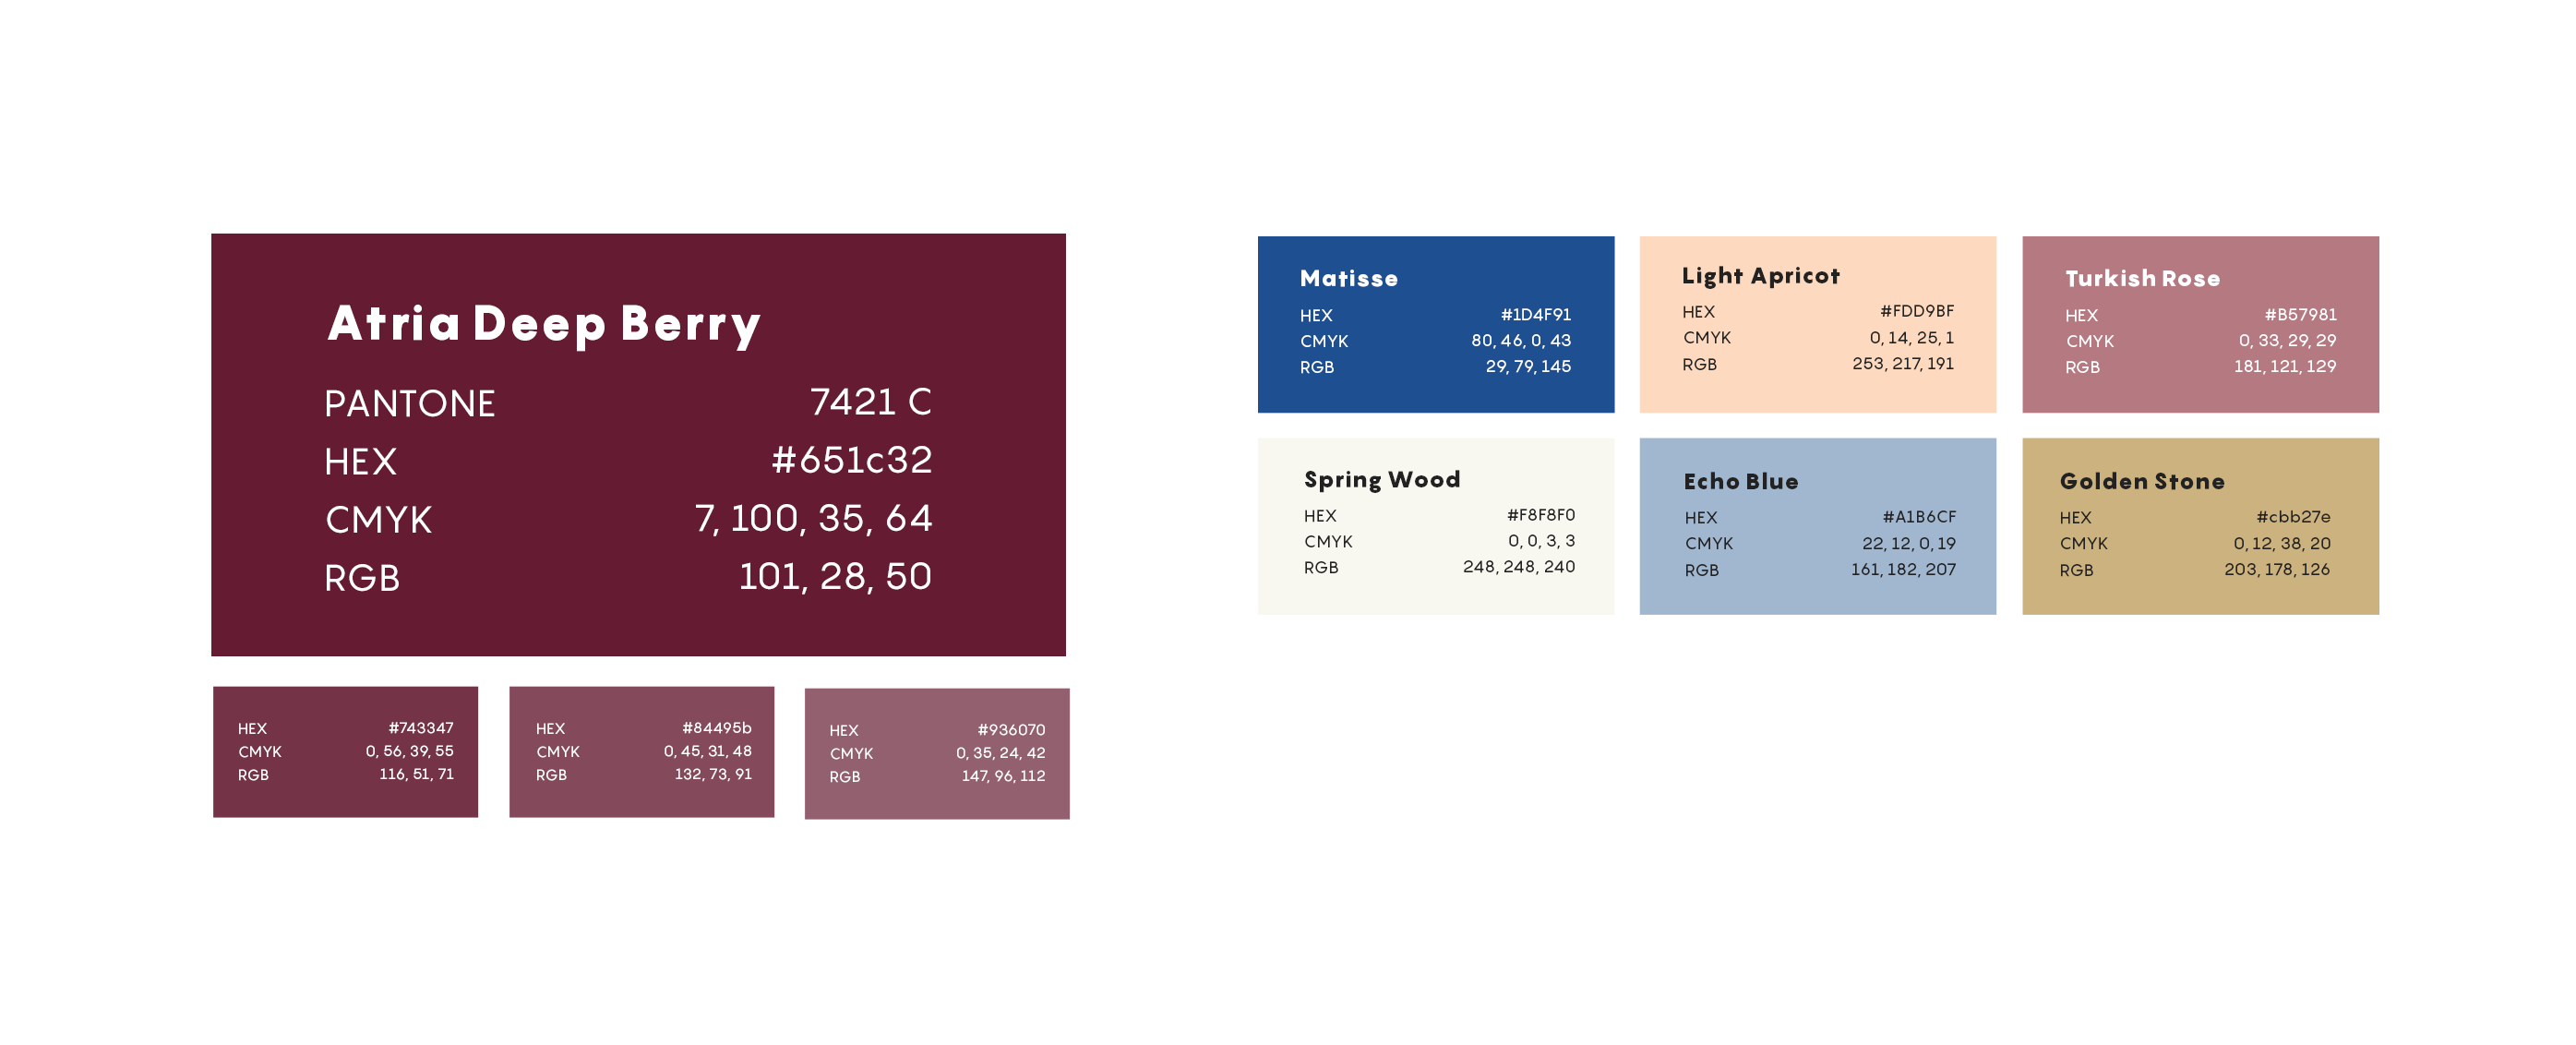 Atria Deep Berry
PANTONE 7421 C
HEX #651c32
CMYK 7, 100, 35, 64
RGB 101, 28, 50
HEX #743347
CMYK 0, 56, 39, 55
RGB 116, 51, 71
HEX #84495b
CMYK 0, 45, 31, 48
RGB 132, 73, 91
HEX #936070
CMYK 0, 35, 24, 42
RGB 147, 96, 112
Matisse
HEX #1D4F91
CMYK 80, 46, 0, 43
RGB 29, 79, 145
Light Apricot
HEX #FDD9BF
CMYK 0, 14, 25, 1
RGB 253, 217, 191
Turkish Rose
HEX #B57981
CMYK 0, 33, 29, 29
RGB 181, 121, 129
Spring Wood
HEX #F8F8F0
CMYK 0, 0, 3, 3
RGB 248, 248, 240
Echo Blue
HEX #A1B6CF
CMYK 22, 12, 0, 19
RGB 161, 182, 207
Golden Stone
HEX #cbb27e
CMYK 0, 12, 38, 20
RGB 203, 178, 126